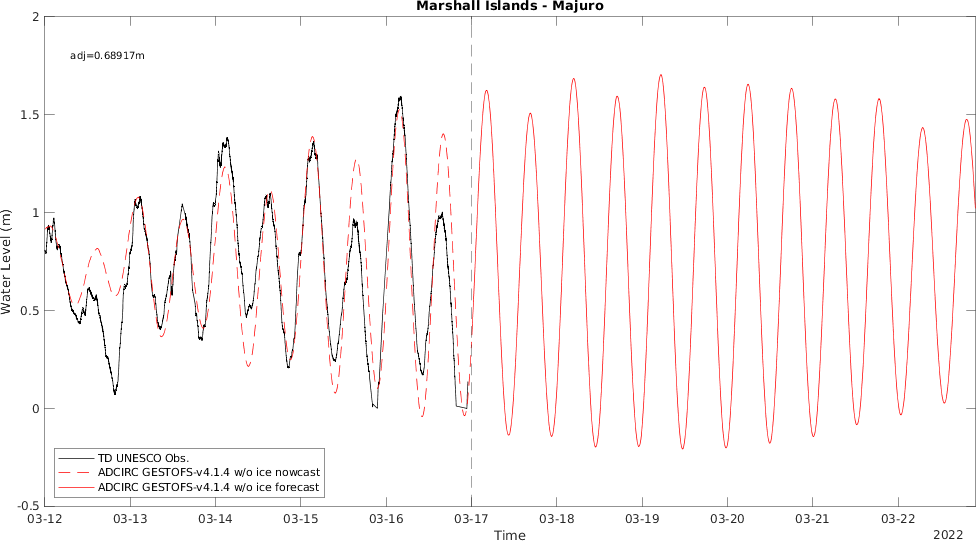 Marshall Islands - Majuro
2
adj=0.68917m
1.5
1
Water Level (m)
0.5
0
TD UNESCO Obs.
ADCIRC GESTOFS-v4.1.4 w/o ice nowcast
ADCIRC GESTOFS-v4.1.4 w/o ice forecast
-0.5
03-12 03-13 03-14 03-15 03-16 03-17 03-18 03-19 03-20 03-21 03-22
Time
2022